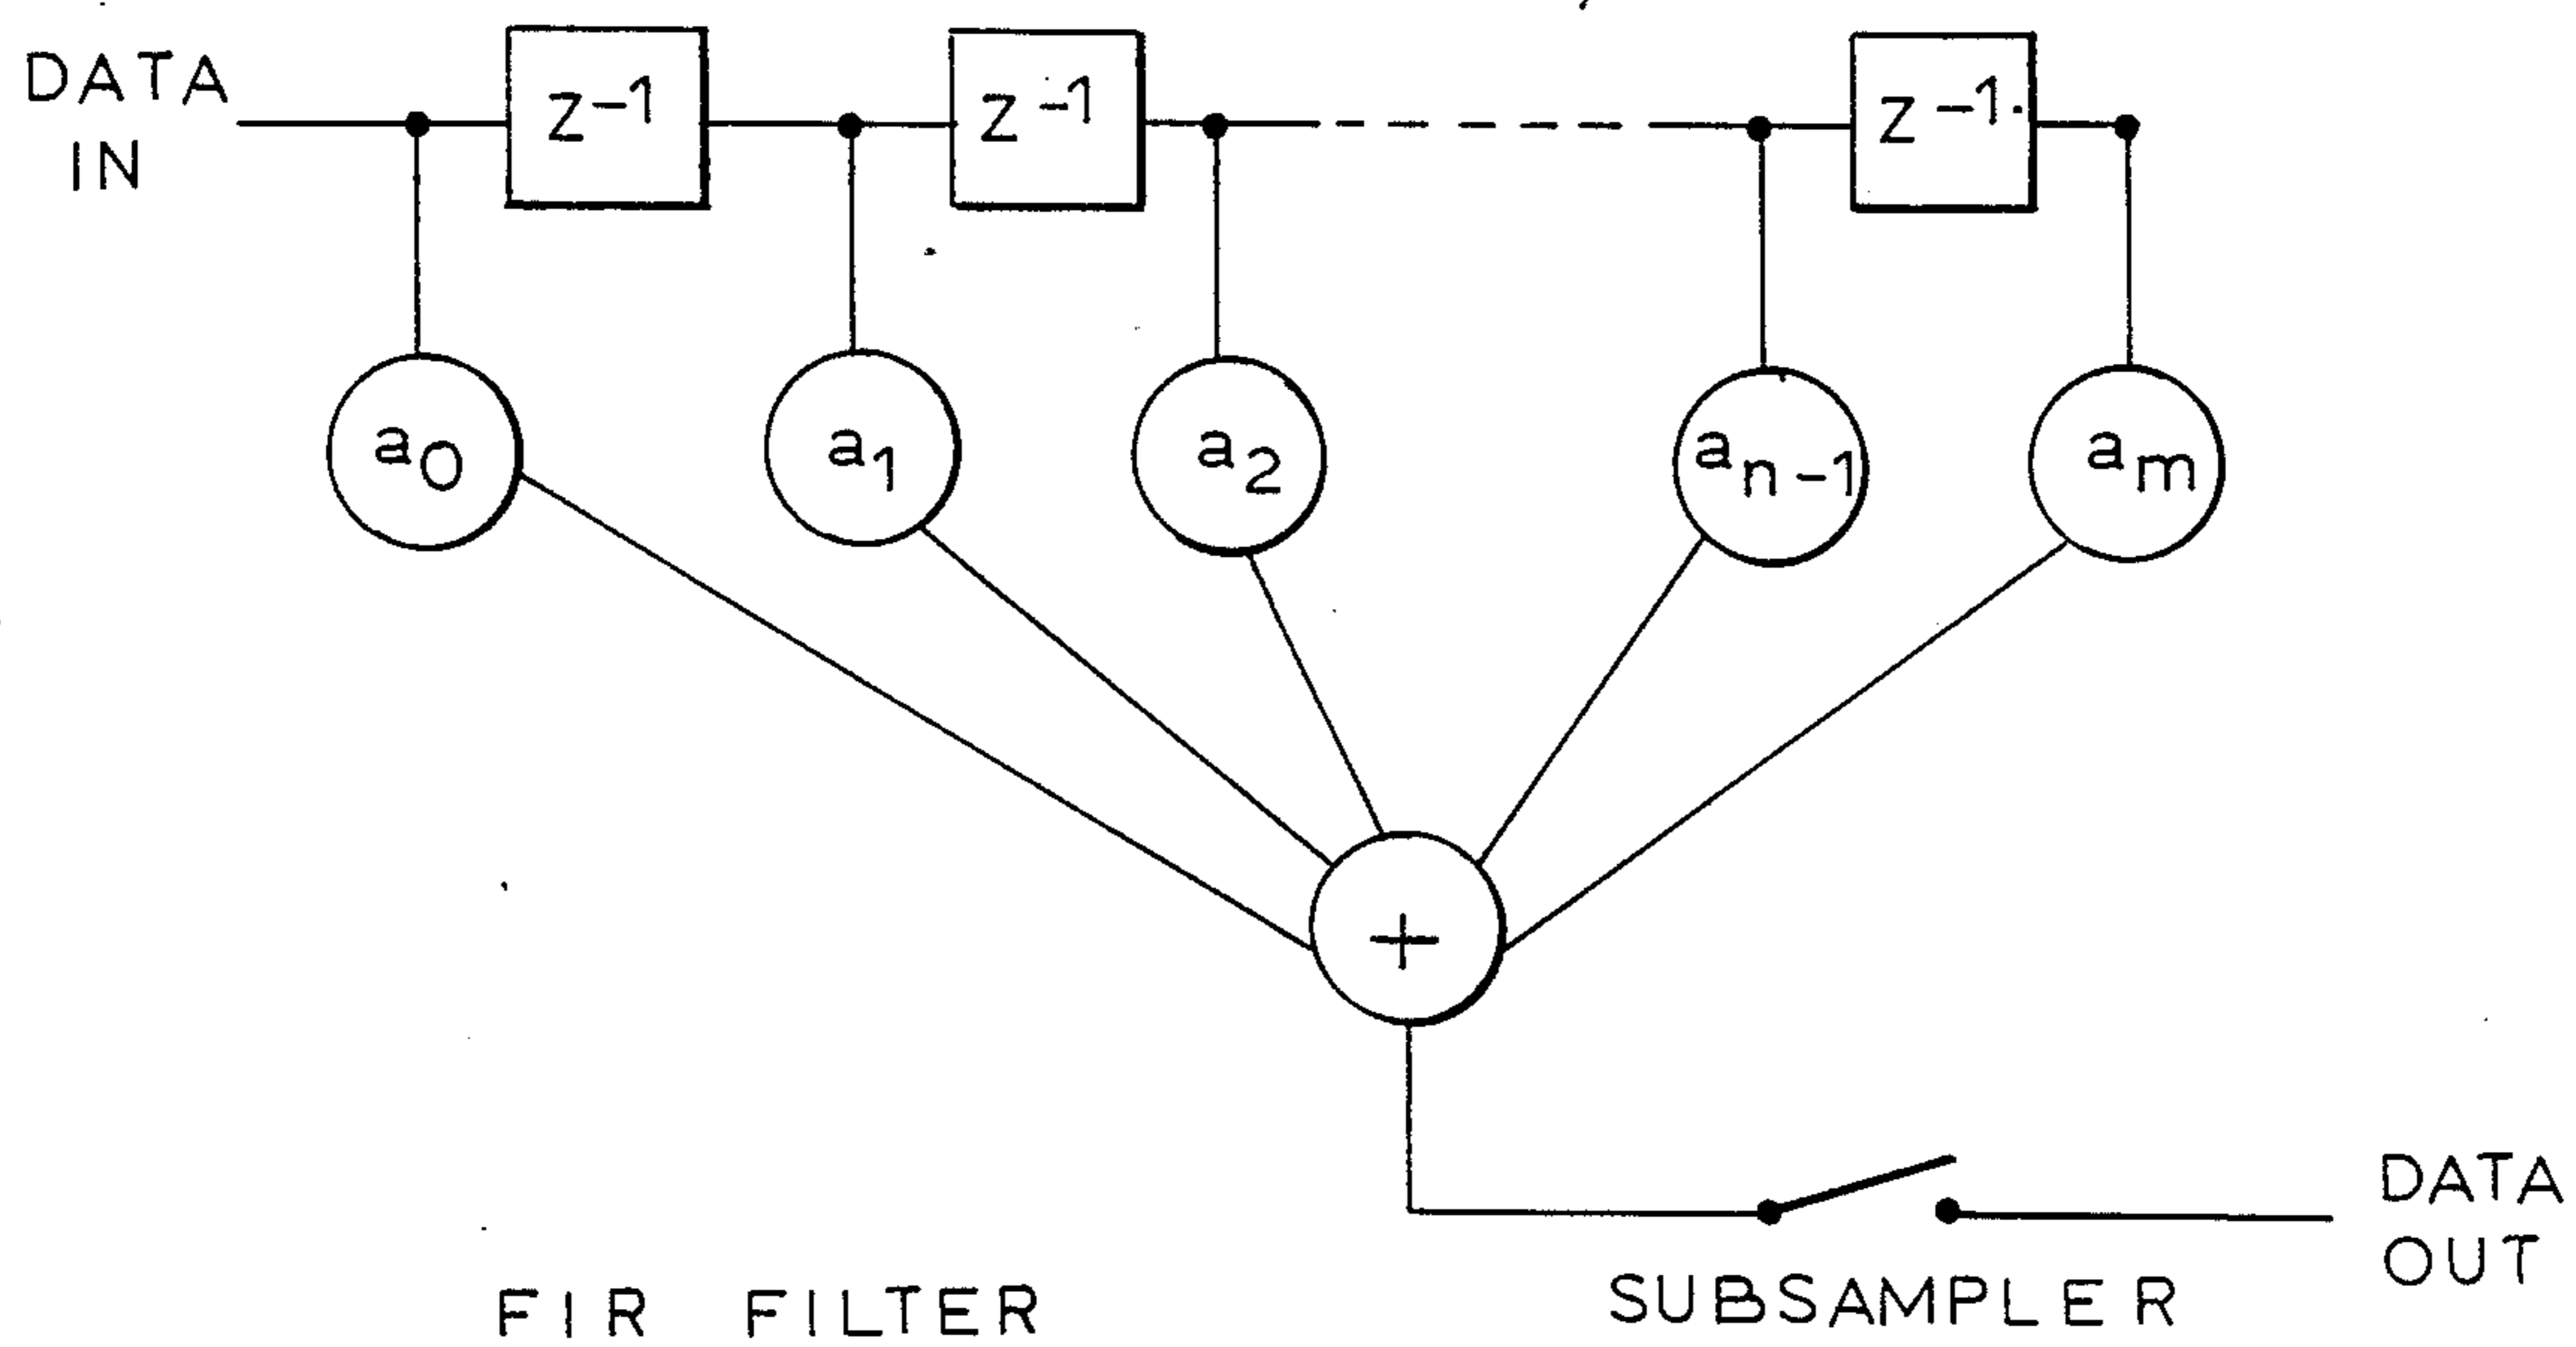 DATA
IN
z⁻¹
z⁻¹
z⁻¹
a₀
a₁
a₂
aₙ₋₁
aₘ
+
DATA
OUT
FIR FILTER
SUBSAMPLER